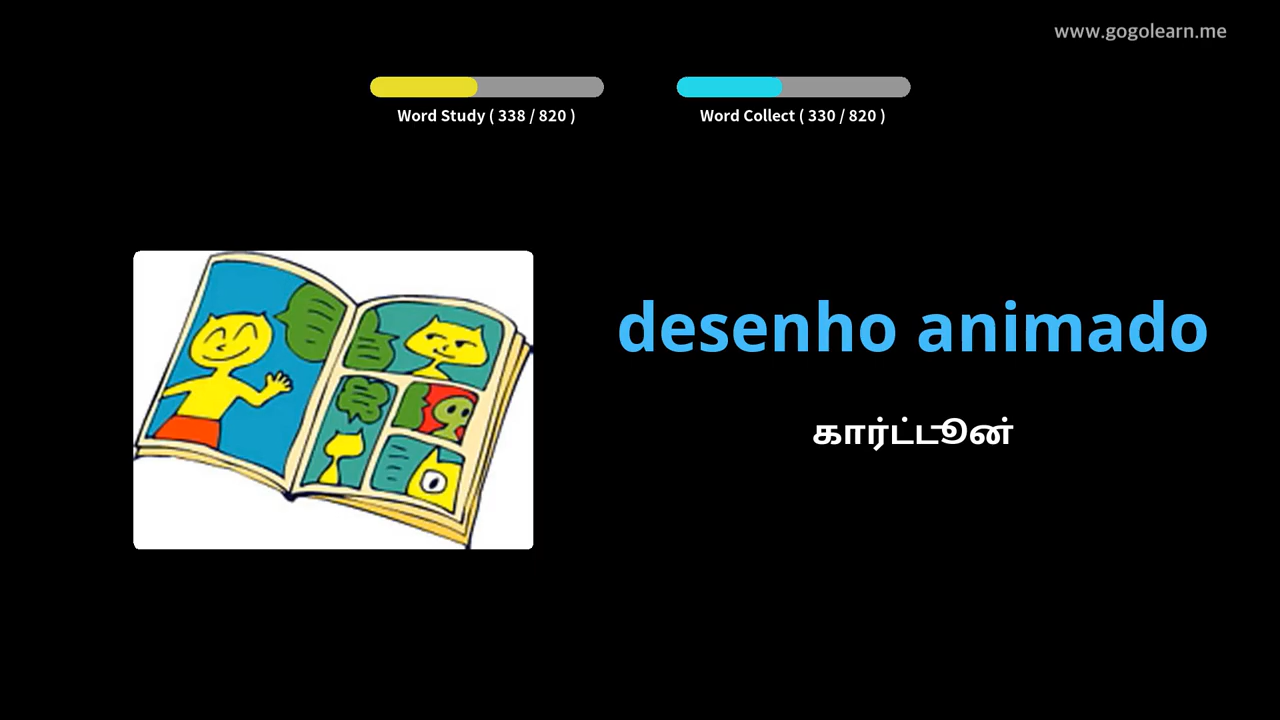 www.gogolearn.me
Word Study ( 338 / 820 )
Word Collect ( 330 / 820 )
desenho animado
கார்ட்டூன்